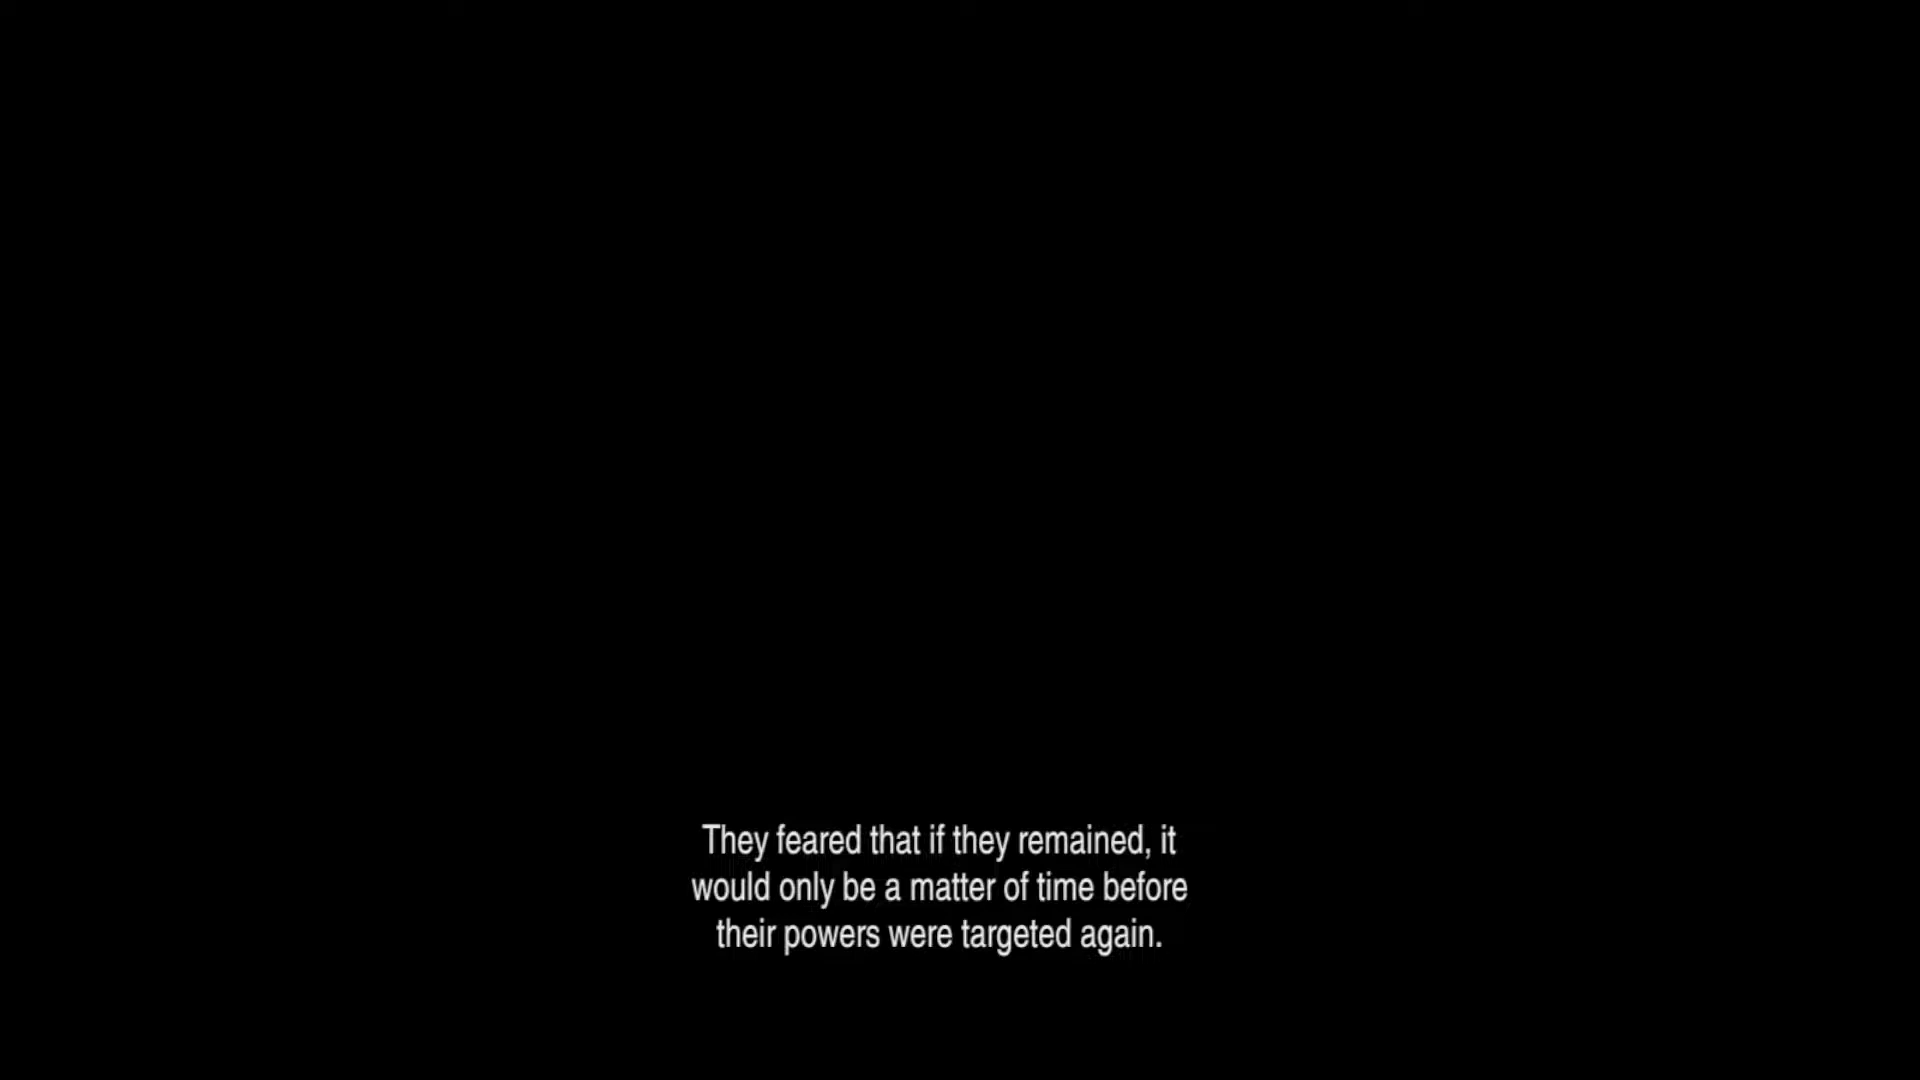 They feared that if they remained, it
would only be a matter of time before
their powers were targeted again.